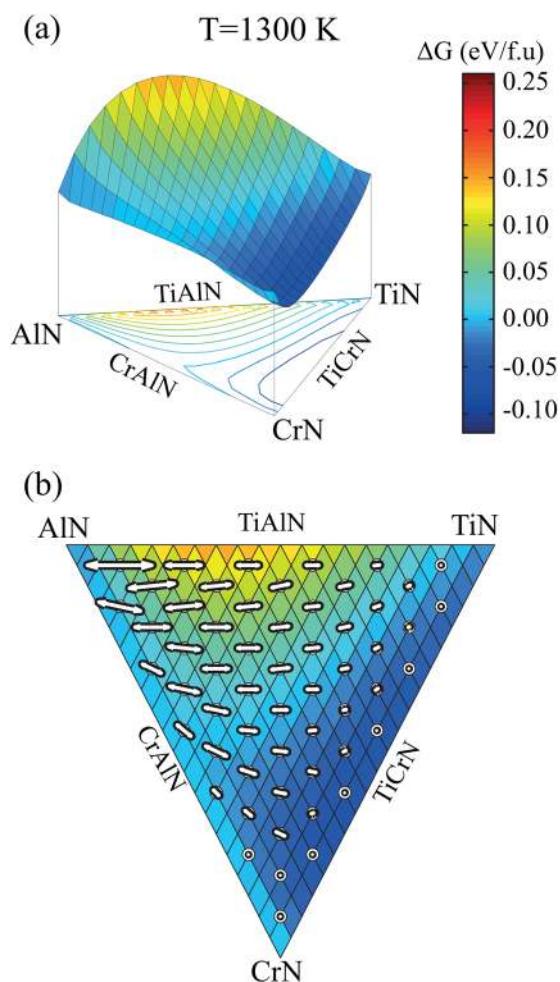 (a)
T=1300 K
ΔG (eV/f.u)
0.25
0.20
0.15
0.10
0.05
0.00
-0.05
-0.10
TiAlN
TiN
AlN
CrAlN
TiCrN
CrN
(b)
AlN
TiAlN
TiN
CrAlN
TiCrN
CrN